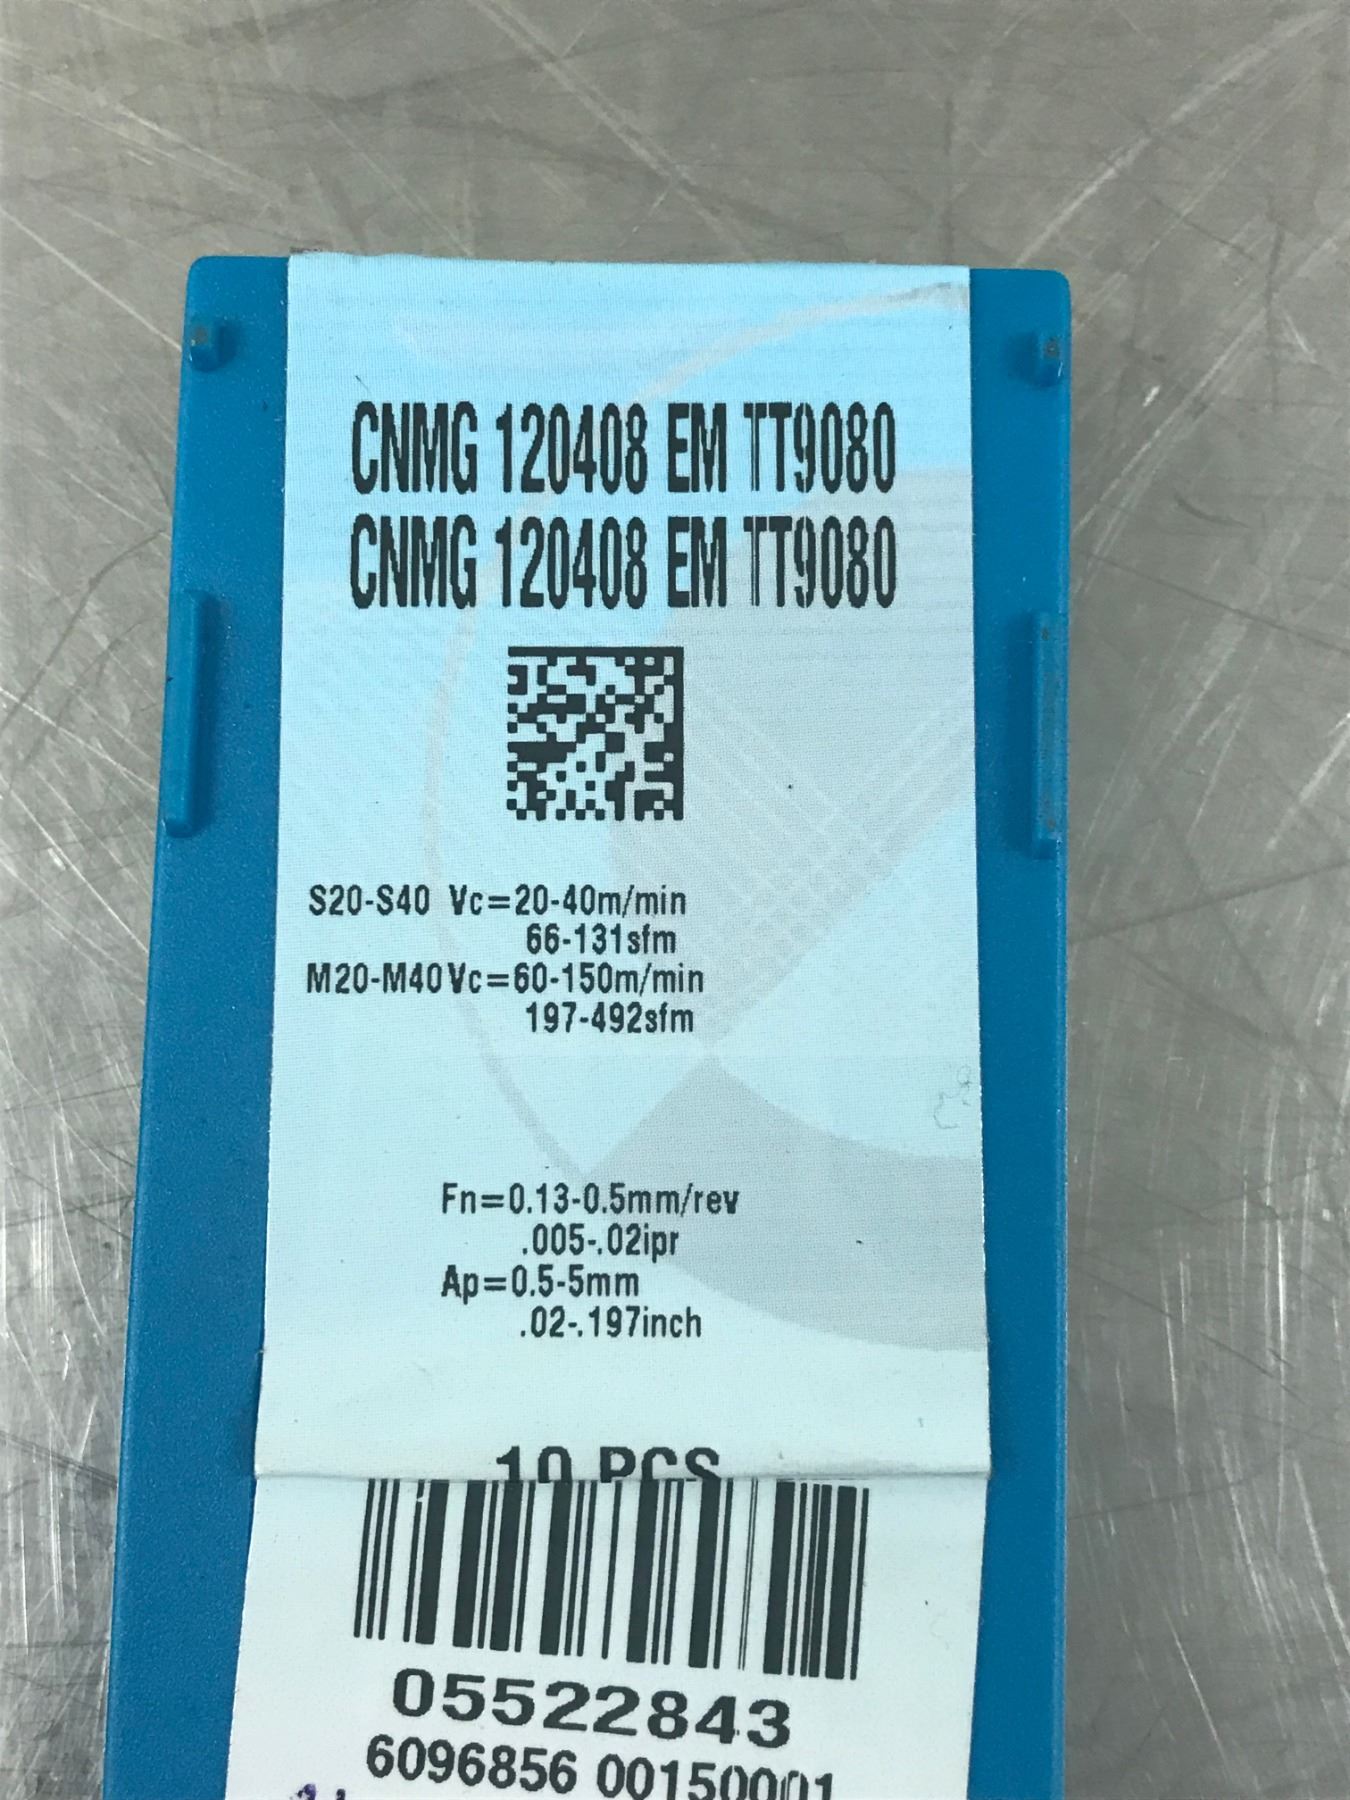 CNMG 120408 EM TT9080
CNMG 120408 EM TT9080
S20-S40 Vc=20-40m/min
66-131sfm
M20-M40 Vc=60-150m/min
197-492sfm
Fn=0.13-0.5mm/rev
.005-.02ipr
Ap=0.5-5mm
.02-.197inch
10 PCS
05522843
6096856 00150001